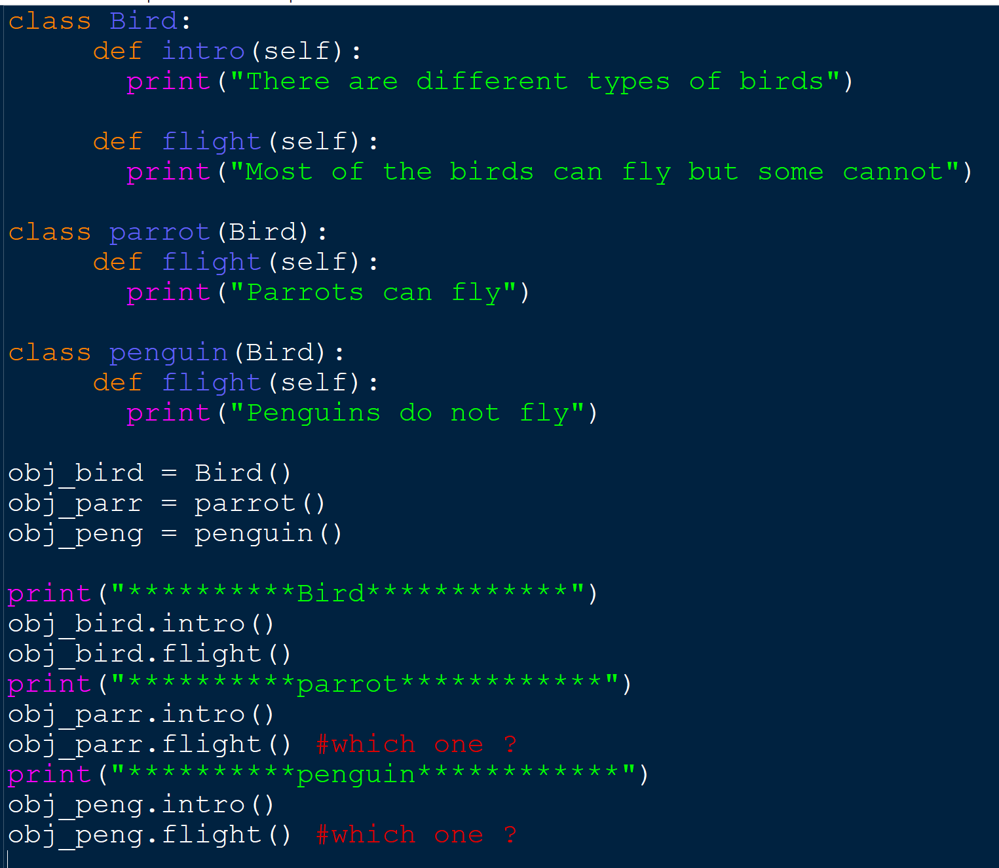 class Bird:
     def intro(self):
       print("There are different types of birds")

     def flight(self):
       print("Most of the birds can fly but some cannot")

class parrot(Bird):
     def flight(self):
       print("Parrots can fly")

class penguin(Bird):
     def flight(self):
       print("Penguins do not fly")

obj_bird = Bird()
obj_parr = parrot()
obj_peng = penguin()

print("**********Bird************")
obj_bird.intro()
obj_bird.flight()
print("**********parrot************")
obj_parr.intro()
obj_parr.flight() #which one ?
print("**********penguin************")
obj_peng.intro()
obj_peng.flight() #which one ?